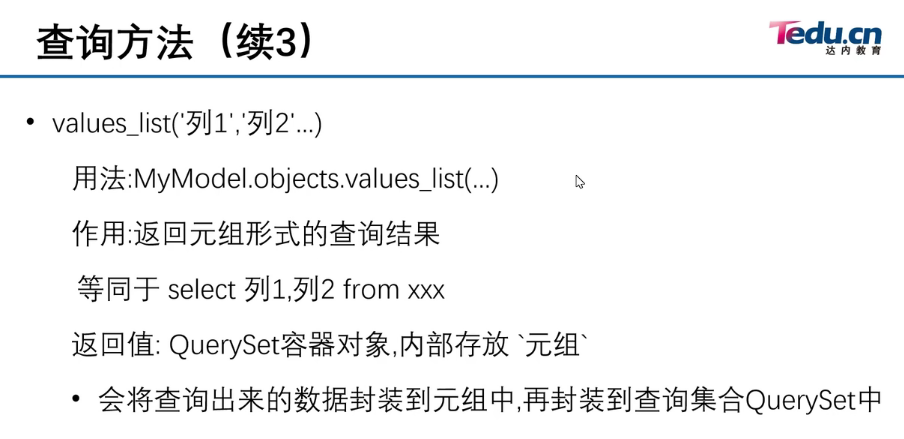 查询方法（续3）
Tedu.cn
达内教育
• values_list('列1','列2'...)
用法:MyModel.objects.values_list(...)
作用:返回元组形式的查询结果
等同于 select 列1,列2 from xxx
返回值: QuerySet容器对象,内部存放 `元组`
• 会将查询出来的数据封装到元组中,再封装到查询集合QuerySet中